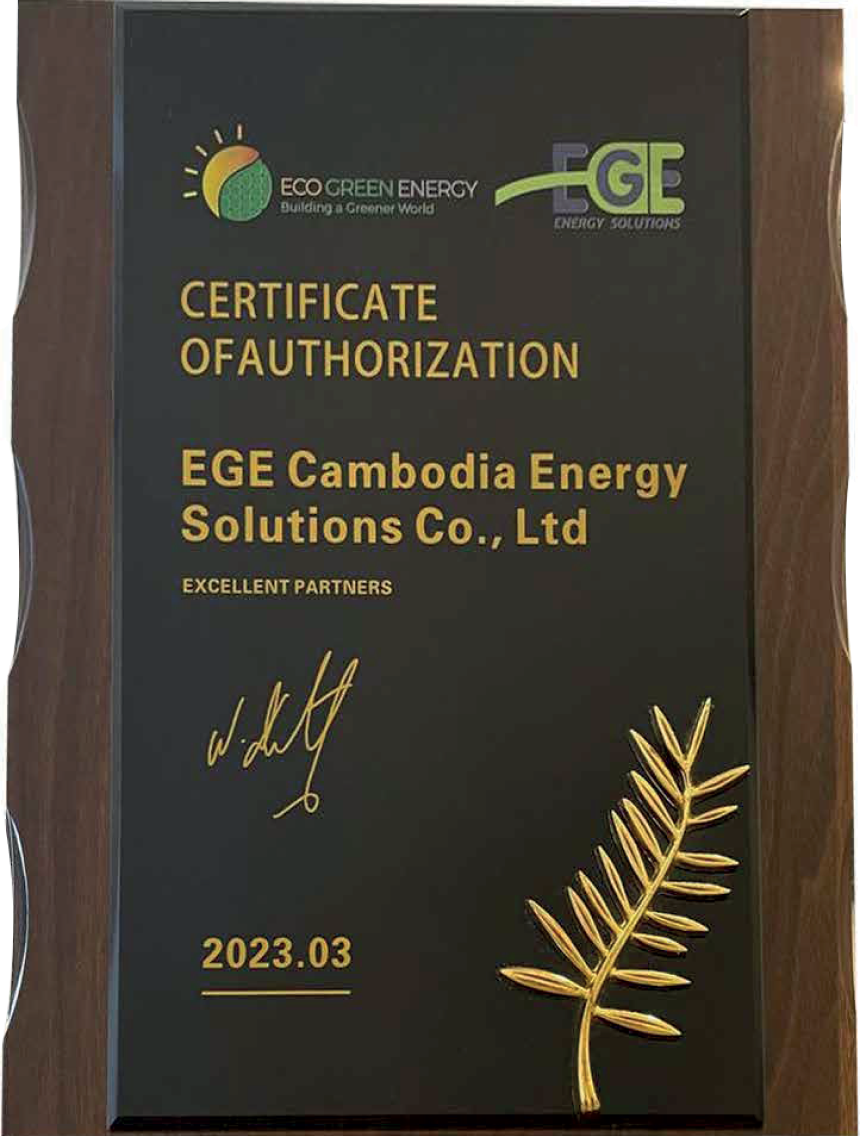 ECO GREEN ENERGY
Building a Greener World
EGE
ENERGY SOLUTIONS
CERTIFICATE
OFAUTHORIZATION
EGE Cambodia Energy
Solutions Co., Ltd
EXCELLENT PARTNERS
2023.03